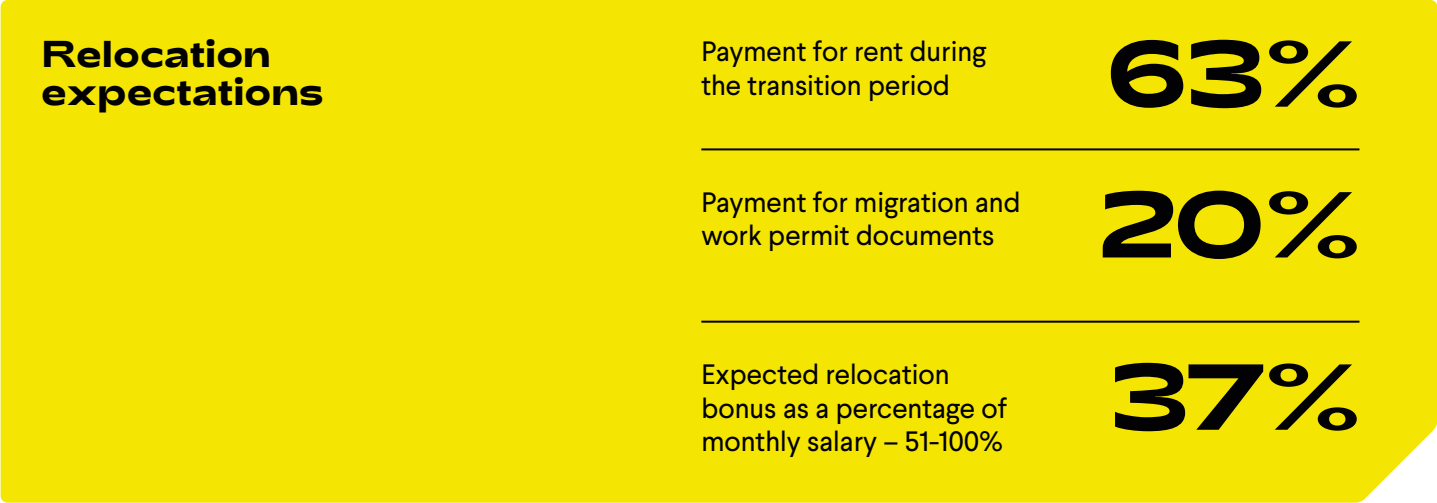 Relocation
expectations
Payment for rent during
the transition period
63%
Payment for migration and
work permit documents
20%
Expected relocation
bonus as a percentage of
monthly salary – 51-100%
37%